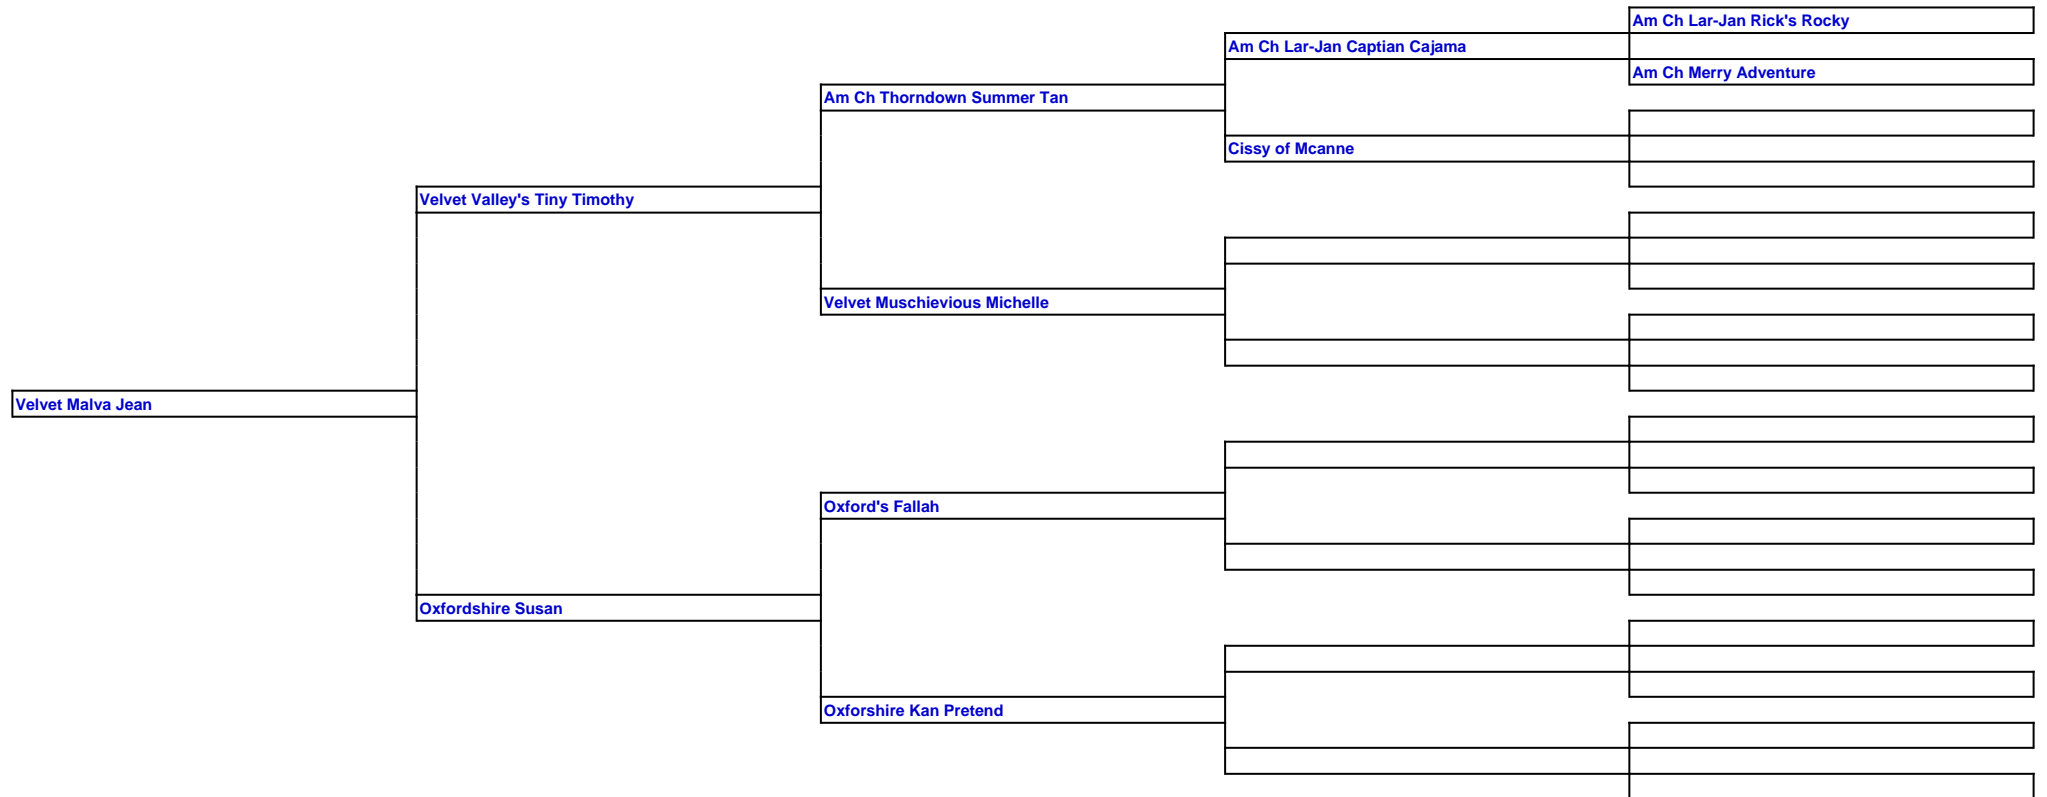 Am Ch Lar-Jan Rick's Rocky
Am Ch Lar-Jan Captian Cajama
Am Ch Merry Adventure
Am Ch Thorndown Summer Tan
Cissy of Mcanne
Velvet Valley's Tiny Timothy
Velvet Muschievious Michelle
Velvet Malva Jean
Oxford's Fallah
Oxfordshire Susan
Oxforshire Kan Pretend